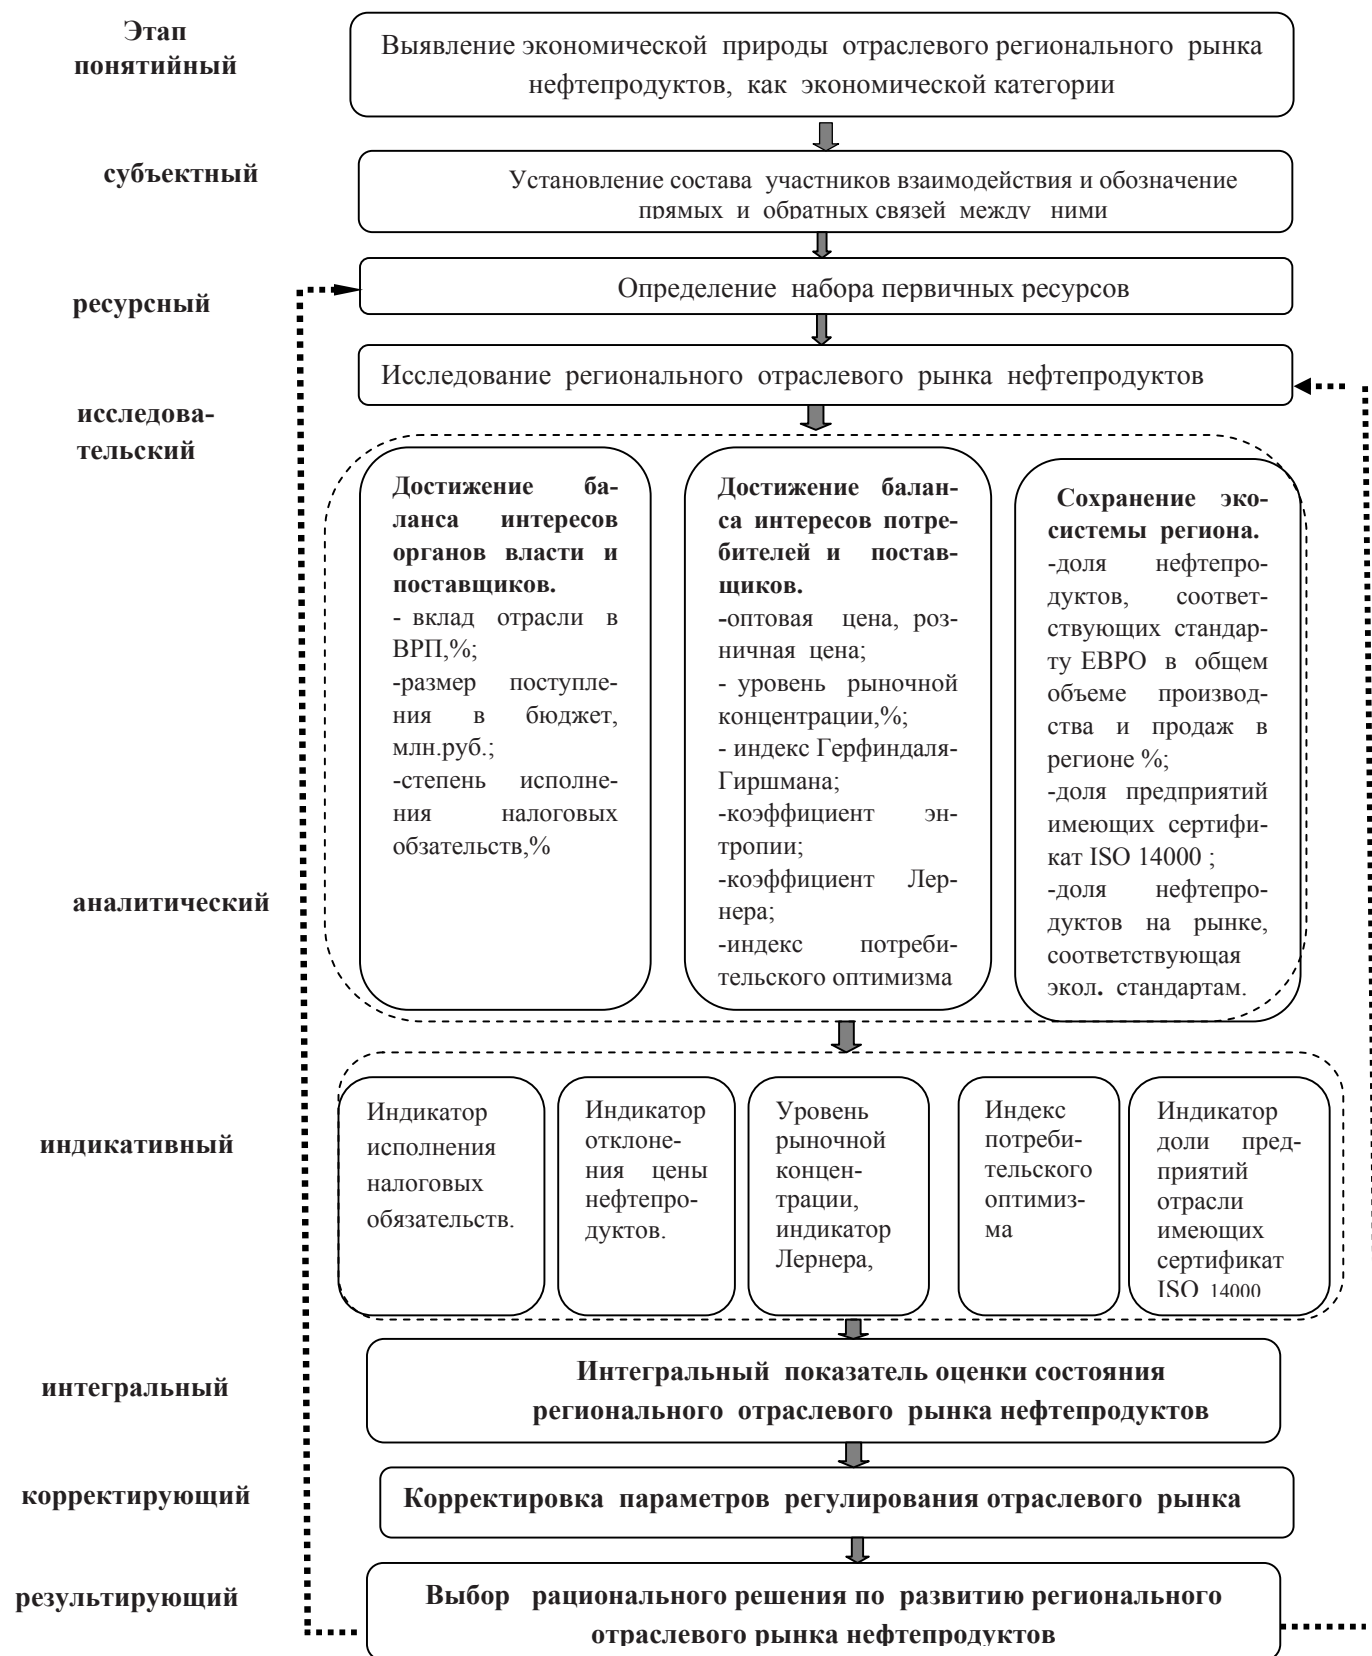 Этап
понятийный
Выявление экономической природы отраслевого регионального рынка
нефтепродуктов, как экономической категории
субъектный
Установление состава участников взаимодействия и обозначение
прямых и обратных связей между ними
ресурсный
Определение набора первичных ресурсов
Исследование регионального отраслевого рынка нефтепродуктов
исследова-
тельский
Достижение ба-
ланса интересов
органов власти и
поставщиков.
- вклад отрасли в
ВРП,%;
-размер поступле-
ния в бюджет,
млн.руб.;
-степень исполне-
ния налоговых
обзательств,%
Достижение балан-
са интересов потре-
бителей и постав-
щиков.
-оптовая цена, роз-
ничная цена;
- уровень рыночной
концентрации,%;
- индекс Герфиндаля-
Гиршмана;
-коэффициент эн-
тропии;
-коэффициент Лер-
нера;
-индекс потреби-
тельского оптимизма
Сохранение эко-
системы региона.
-доля нефтепро-
дуктов, соответ-
ствующих стандар-
ту ЕВРО в общем
объеме производ-
ства и продаж в
регионе %;
-доля предприятий
имеющих сертифи-
кат ISO 14000 ;
-доля нефтепро-
дуктов на рынке,
соответствующая
экол. стандартам.
аналитический
индикативный
Индикатор
исполнения
налоговых
обязательств.
Индикатор
отклоне-
ния цены
нефтепро-
дуктов.
Уровень
рыночной
концен-
трации,
индикатор
Лернера,
Индекс
потреби-
тельского
оптимиз-
ма
Индикатор
доли пред-
приятий
отрасли
имеющих
сертификат
ISO 14000
интегральный
Интегральный показатель оценки состояния
регионального отраслевого рынка нефтепродуктов
корректирующий
Корректировка параметров регулирования отраслевого рынка
результирующий
Выбор рационального решения по развитию регионального
отраслевого рынка нефтепродуктов